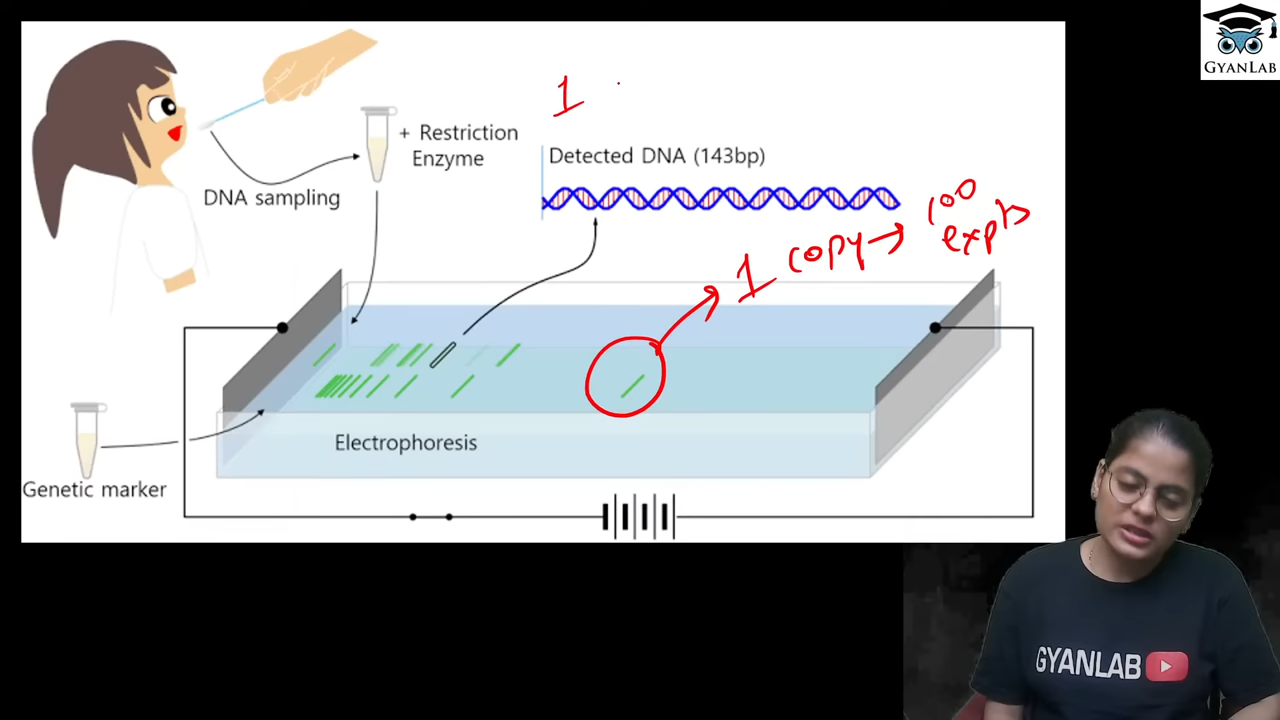 GYANLAB
1
+ Restriction
Enzyme
Detected DNA (143bp)
DNA sampling
100
1 copy→ expts
Electrophoresis
Genetic marker
GYANLAB